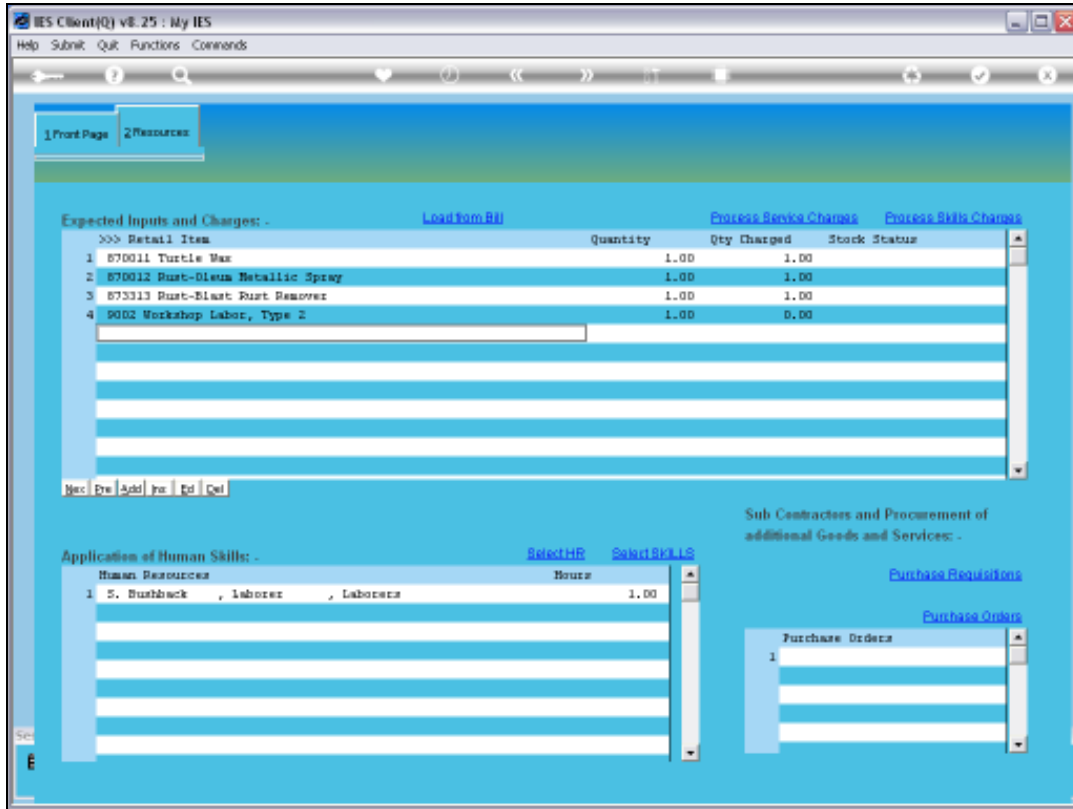 IES Client(Q) v8.25 : My IES
Help Submit Quit Functions Commands
1 Front Page 2 Resources
Expected Inputs and Charges: - Load from Bill Process Service Charges Process Skills Charges
>>> Retail Item Quantity Qty Charged Stock Status
1 870011 Turtle Wax 1.00 1.00
2 870012 Rust-Oleum Metallic Spray 1.00 1.00
3 873313 Rust-Blast Rust Remover 1.00 1.00
4 9002 Workshop Labor, Type 2 1.00 0.00
Nex Pre Add Ins Ed Del
Sub Contractors and Procurement of
additional Goods and Services: -
Application of Human Skills: - Select HR Select SKILLS
Human Resources Hours
Purchase Requisitions
1 S. Bushback , laborer , Laborers 1.00
Purchase Orders
Purchase Orders
1